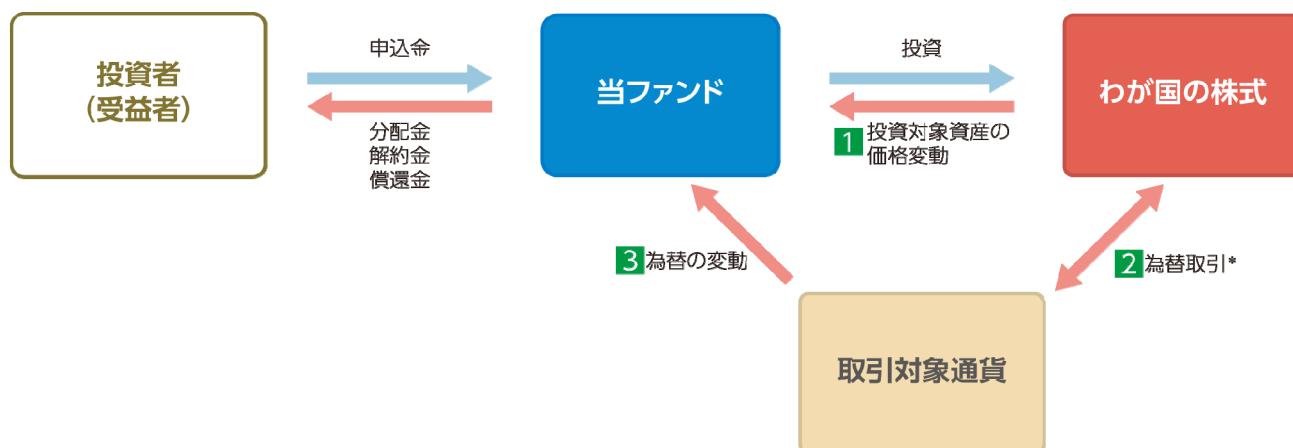 投資者
(受益者)
申込金
分配金
解約金
償還金
当ファンド
投資
1 投資対象資産の
価格変動
わが国の株式
3 為替の変動
2 為替取引*
取引対象通貨